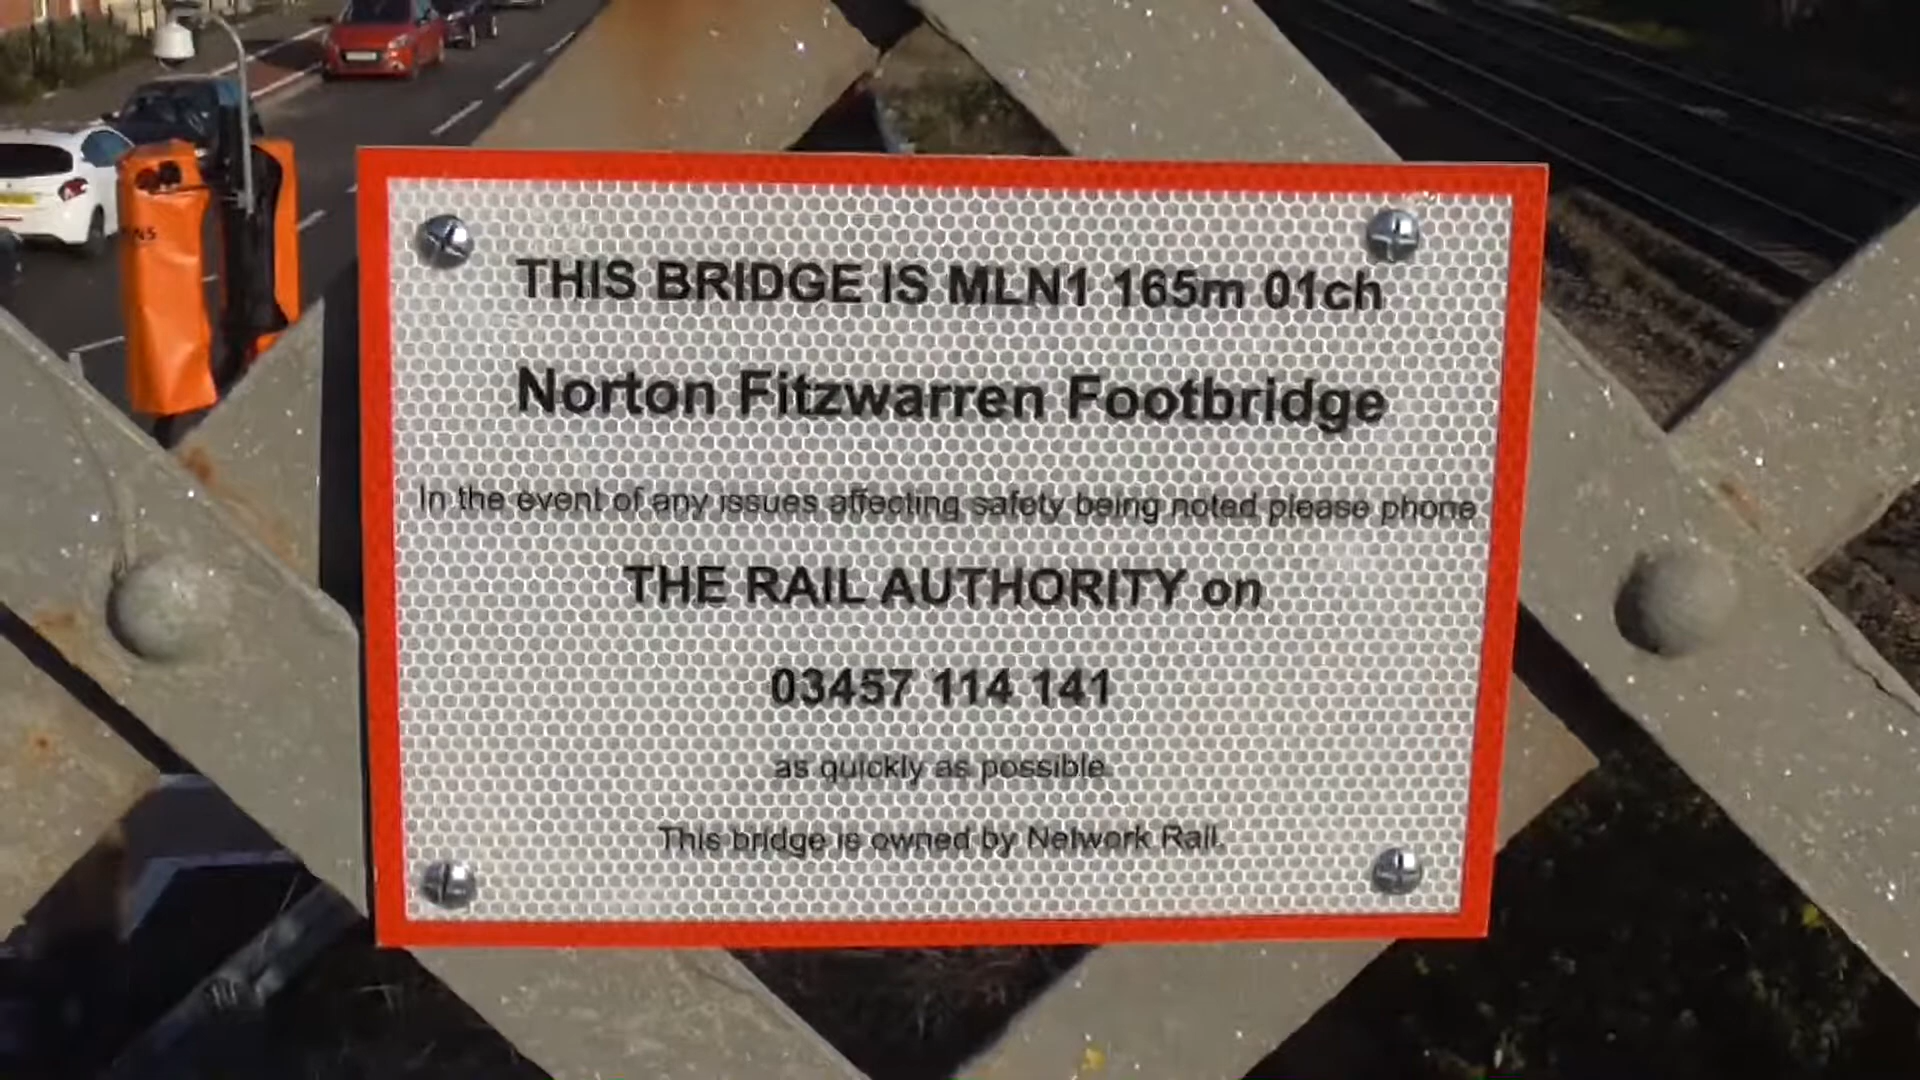 THIS BRIDGE IS MLN1 165m 01ch
Norton Fitzwarren Footbridge
In the event of any issues affecting safety being noted please phone
THE RAIL AUTHORITY on
03457 114 141
as quickly as possible.
This bridge is owned by Network Rail.